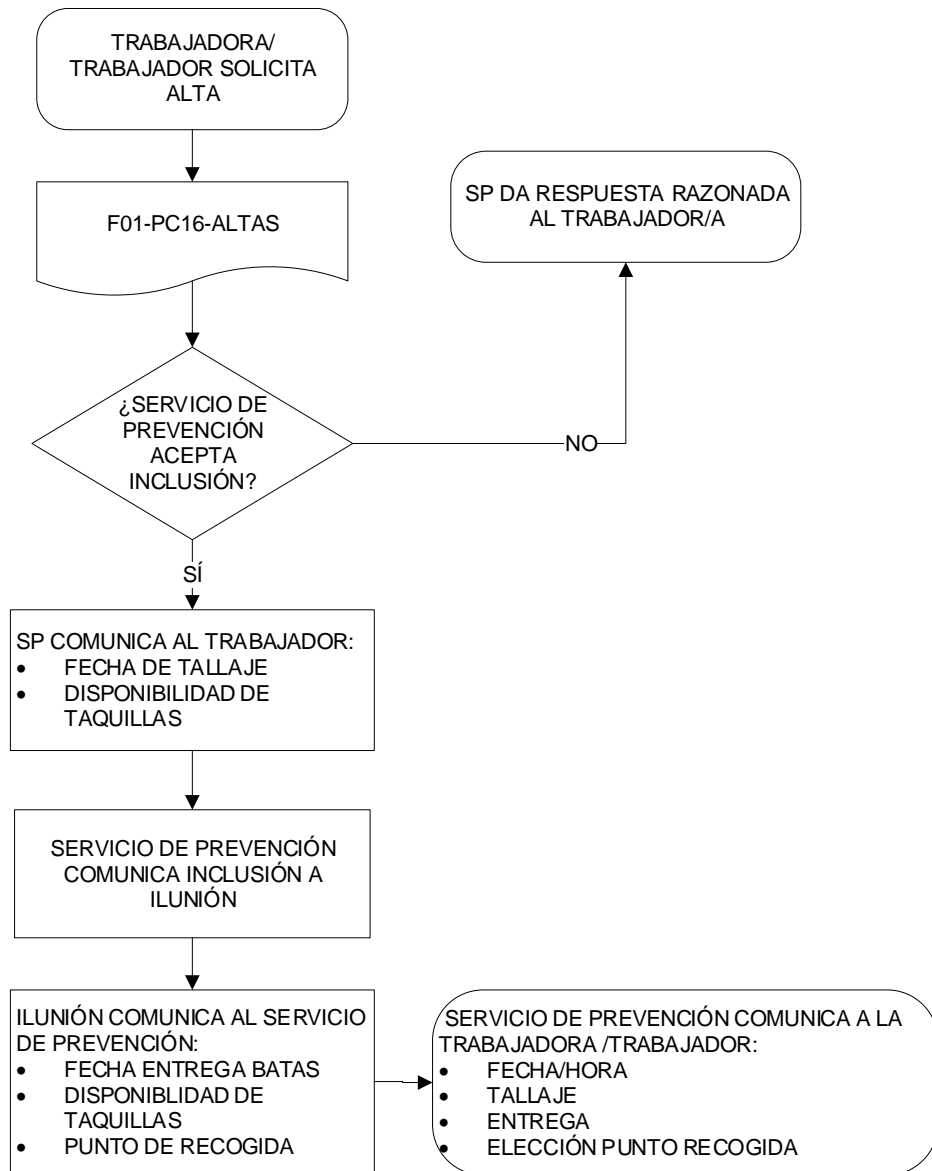 TRABAJADORA/
TRABAJADOR SOLICITA
ALTA
F01-PC16-ALTAS
SP DA RESPUESTA RAZONADA
AL TRABAJADOR/A
¿SERVICIO DE
PREVENCIÓN
ACEPTA
INCLUSIÓN?
NO
SÍ
SP COMUNICA AL TRABAJADOR:
• FECHA DE TALLAJE
• DISPONIBILIDAD DE
TAQUILLAS
SERVICIO DE PREVENCIÓN
COMUNICA INCLUSIÓN A
ILUNIÓN
ILUNIÓN COMUNICA AL SERVICIO
DE PREVENCIÓN:
• FECHA ENTREGA BATAS
• DISPONIBLIDAD DE
TAQUILLAS
• PUNTO DE RECOGIDA
SERVICIO DE PREVENCIÓN COMUNICA A LA
TRABAJADORA /TRABAJADOR:
• FECHA/HORA
• TALLAJE
• ENTREGA
• ELECCIÓN PUNTO RECOGIDA